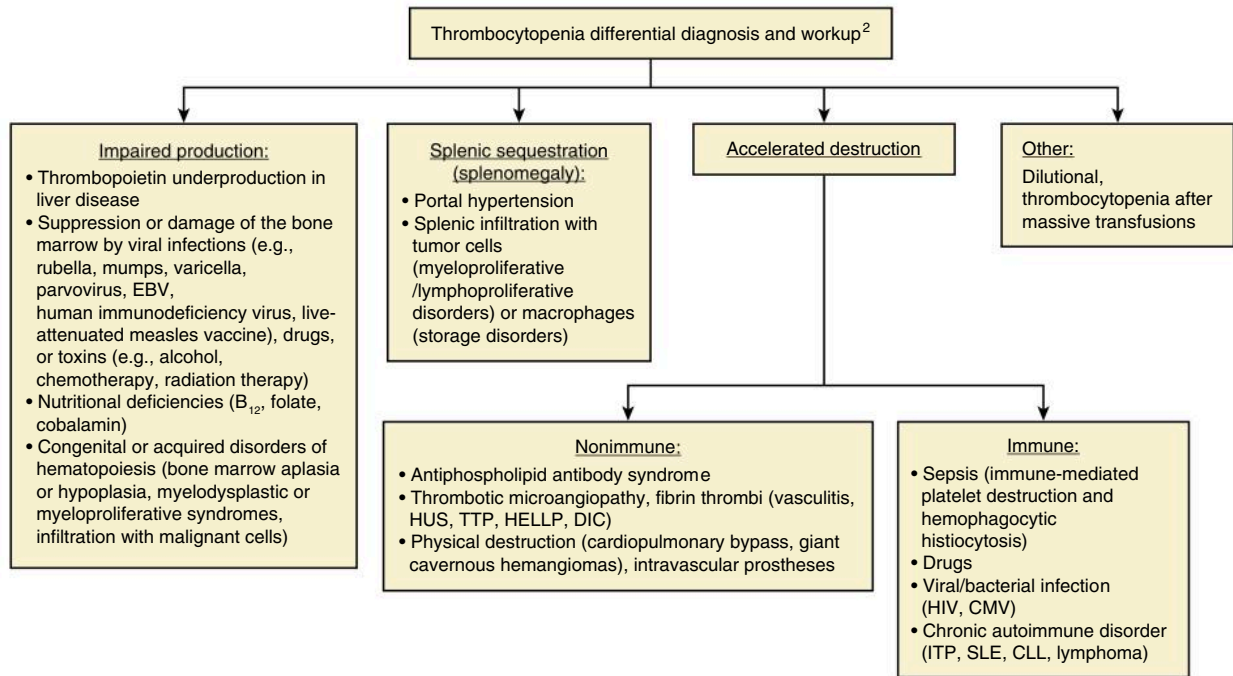 Thrombocytopenia differential diagnosis and workup²
Impaired production:
• Thrombopoietin underproduction in
liver disease
• Suppression or damage of the bone
marrow by viral infections (e.g.,
rubella, mumps, varicella,
parvovirus, EBV,
human immunodeficiency virus, live-
attenuated measles vaccine), drugs,
or toxins (e.g., alcohol,
chemotherapy, radiation therapy)
• Nutritional deficiencies (B₁₂, folate,
cobalamin)
• Congenital or acquired disorders of
hematopoiesis (bone marrow aplasia
or hypoplasia, myelodysplastic or
myeloproliferative syndromes,
infiltration with malignant cells)
Splenic sequestration
(splenomegaly):
• Portal hypertension
• Splenic infiltration with
tumor cells
(myeloproliferative
/lymphoproliferative
disorders) or macrophages
(storage disorders)
Accelerated destruction
Other:
Dilutional,
thrombocytopenia after
massive transfusions
Nonimmune:
• Antiphospholipid antibody syndrome
• Thrombotic microangiopathy, fibrin thrombi (vasculitis,
HUS, TTP, HELLP, DIC)
• Physical destruction (cardiopulmonary bypass, giant
cavernous hemangiomas), intravascular prostheses
Immune:
• Sepsis (immune-mediated
platelet destruction and
hemophagocytic
histiocytosis)
• Drugs
• Viral/bacterial infection
(HIV, CMV)
• Chronic autoimmune disorder
(ITP, SLE, CLL, lymphoma)